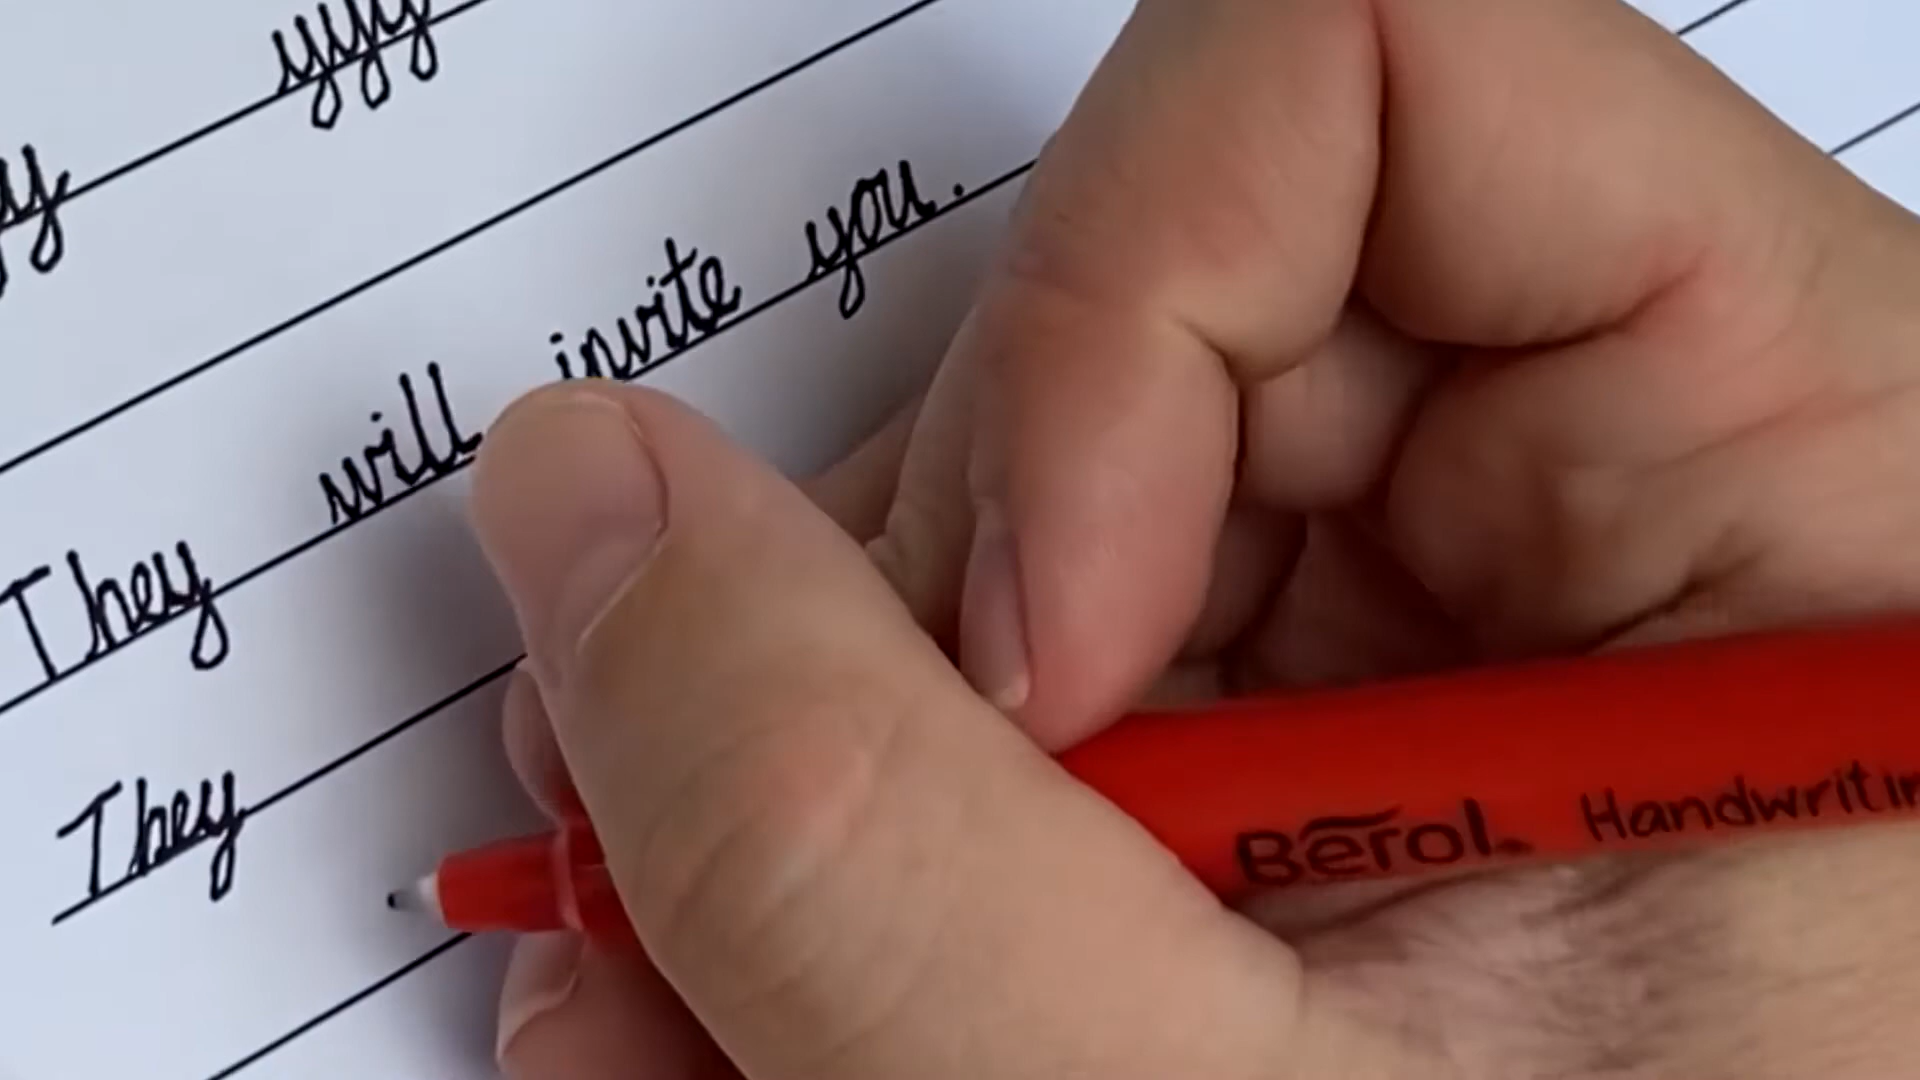 y yyyy
They will invite you.
They
Berol Handwritin